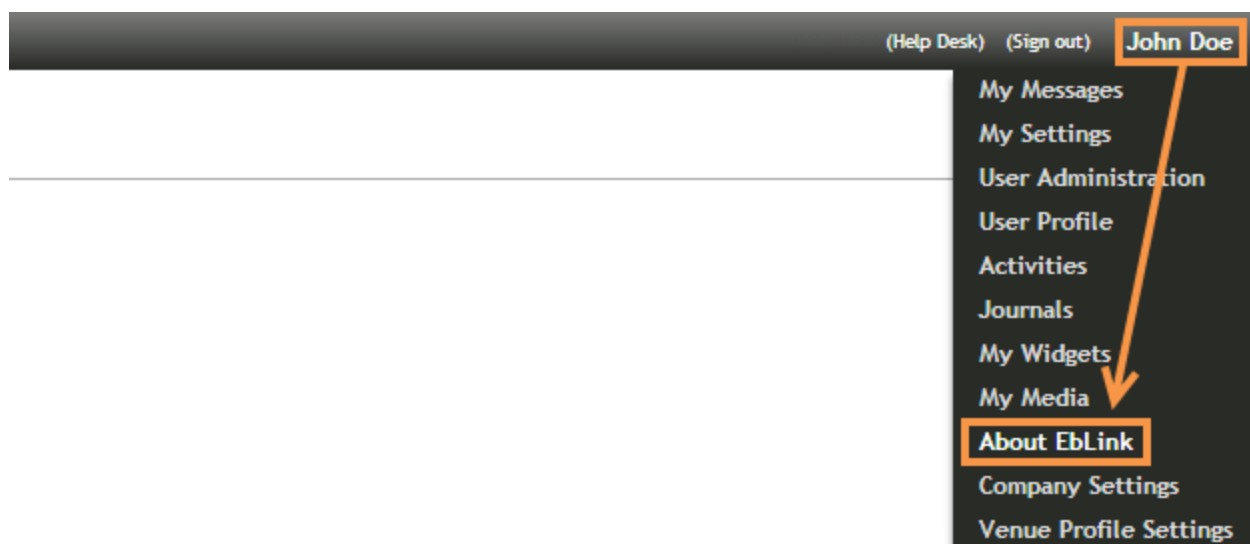 (Help Desk) (Sign out) John Doe
My Messages
My Settings
User Administration
User Profile
Activities
Journals
My Widgets
My Media
About EbLink
Company Settings
Venue Profile Settings